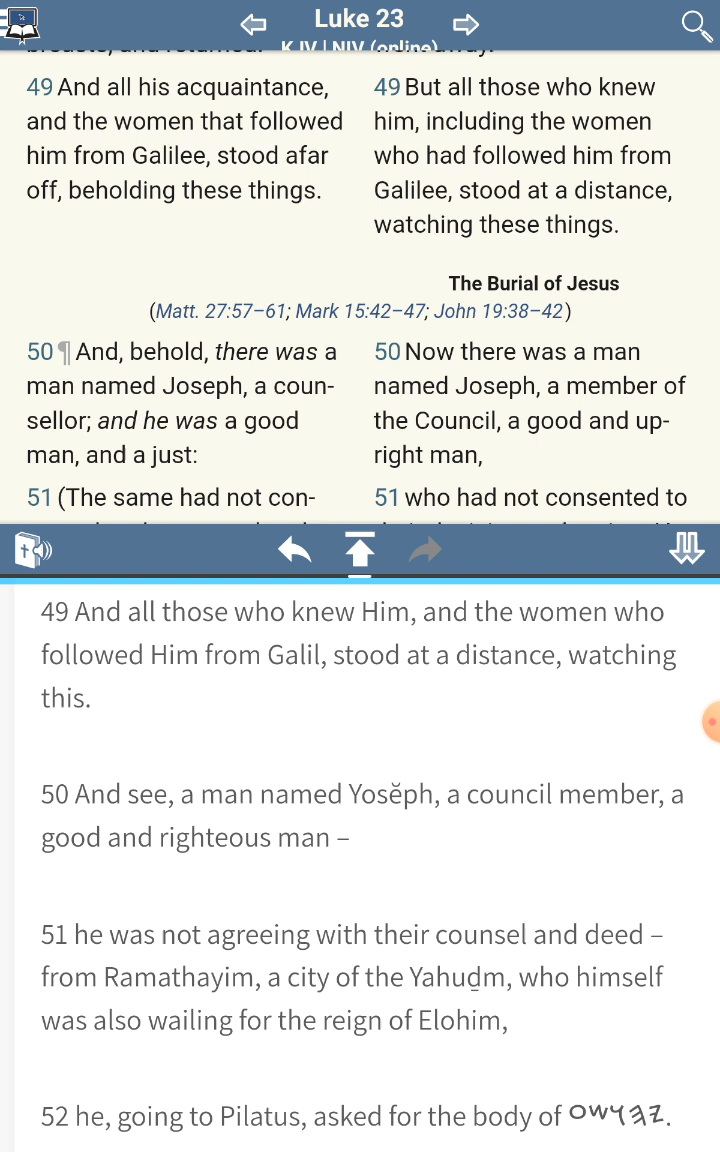 Luke 23
KJV | NIV (online)
49 And all his acquaintance,
and the women that followed
him from Galilee, stood afar
off, beholding these things.
49 But all those who knew
him, including the women
who had followed him from
Galilee, stood at a distance,
watching these things.
The Burial of Jesus
(Matt. 27:57–61; Mark 15:42–47; John 19:38–42)
50 ¶ And, behold, there was a
man named Joseph, a coun-
sellor; and he was a good
man, and a just:
51 (The same had not con-
50 Now there was a man
named Joseph, a member of
the Council, a good and up-
right man,
51 who had not consented to
49 And all those who knew Him, and the women who
followed Him from Galil, stood at a distance, watching
this.
50 And see, a man named Yosĕph, a council member, a
good and righteous man –
51 he was not agreeing with their counsel and deed –
from Ramathayim, a city of the Yahuḏm, who himself
was also wailing for the reign of Elohim,
52 he, going to Pilatus, asked for the body of 𐤉𐤄𐤅𐤔𐤏.